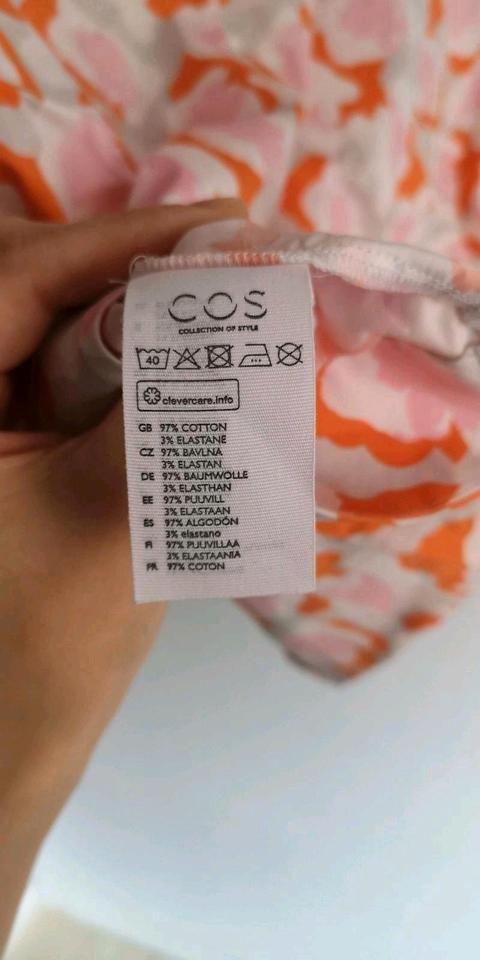 COS
COLLECTION OF STYLE
40
clevercare.info
GB 97% COTTON
3% ELASTANE
CZ 97% BAVLNA
3% ELASTAN
DE 97% BAUMWOLLE
3% ELASTHAN
EE 97% PUUVILL
3% ELASTAAN
ES 97% ALGODÓN
3% elastano
FI 97% PUUVILLAA
3% ELASTAANIA
FR 97% COTON